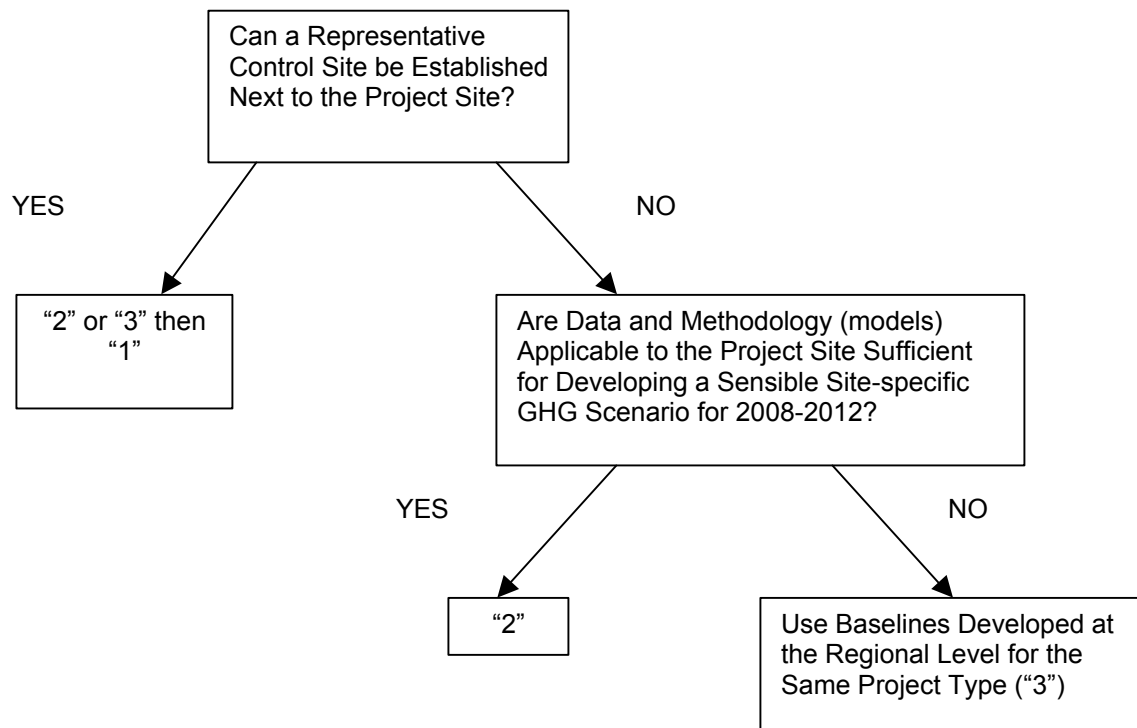 Can a Representative
Control Site be Established
Next to the Project Site?
YES
NO
“2” or “3” then
“1”
Are Data and Methodology (models)
Applicable to the Project Site Sufficient
for Developing a Sensible Site-specific
GHG Scenario for 2008-2012?
YES
NO
“2”
Use Baselines Developed at
the Regional Level for the
Same Project Type (“3”)